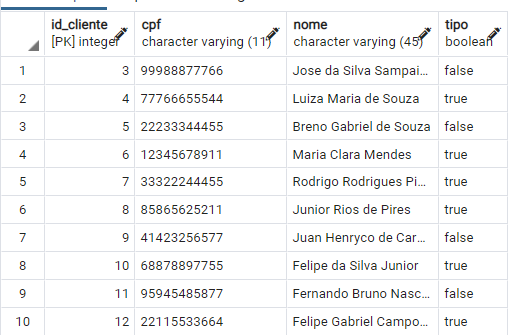 id_cliente cpf nome tipo
[PK] integer character varying (11) character varying (45) boolean
1 3 99988877766 Jose da Silva Sampai... false
2 4 77766655544 Luiza Maria de Souza true
3 5 22233344455 Breno Gabriel de Souza false
4 6 12345678911 Maria Clara Mendes true
5 7 33322244455 Rodrigo Rodrigues Pi... true
6 8 85865625211 Junior Rios de Pires true
7 9 41423256577 Juan Henryco de Car... false
8 10 68878897755 Felipe da Silva Junior true
9 11 95945485877 Fernando Bruno Nasc... false
10 12 22115533664 Felipe Gabriel Campo... true